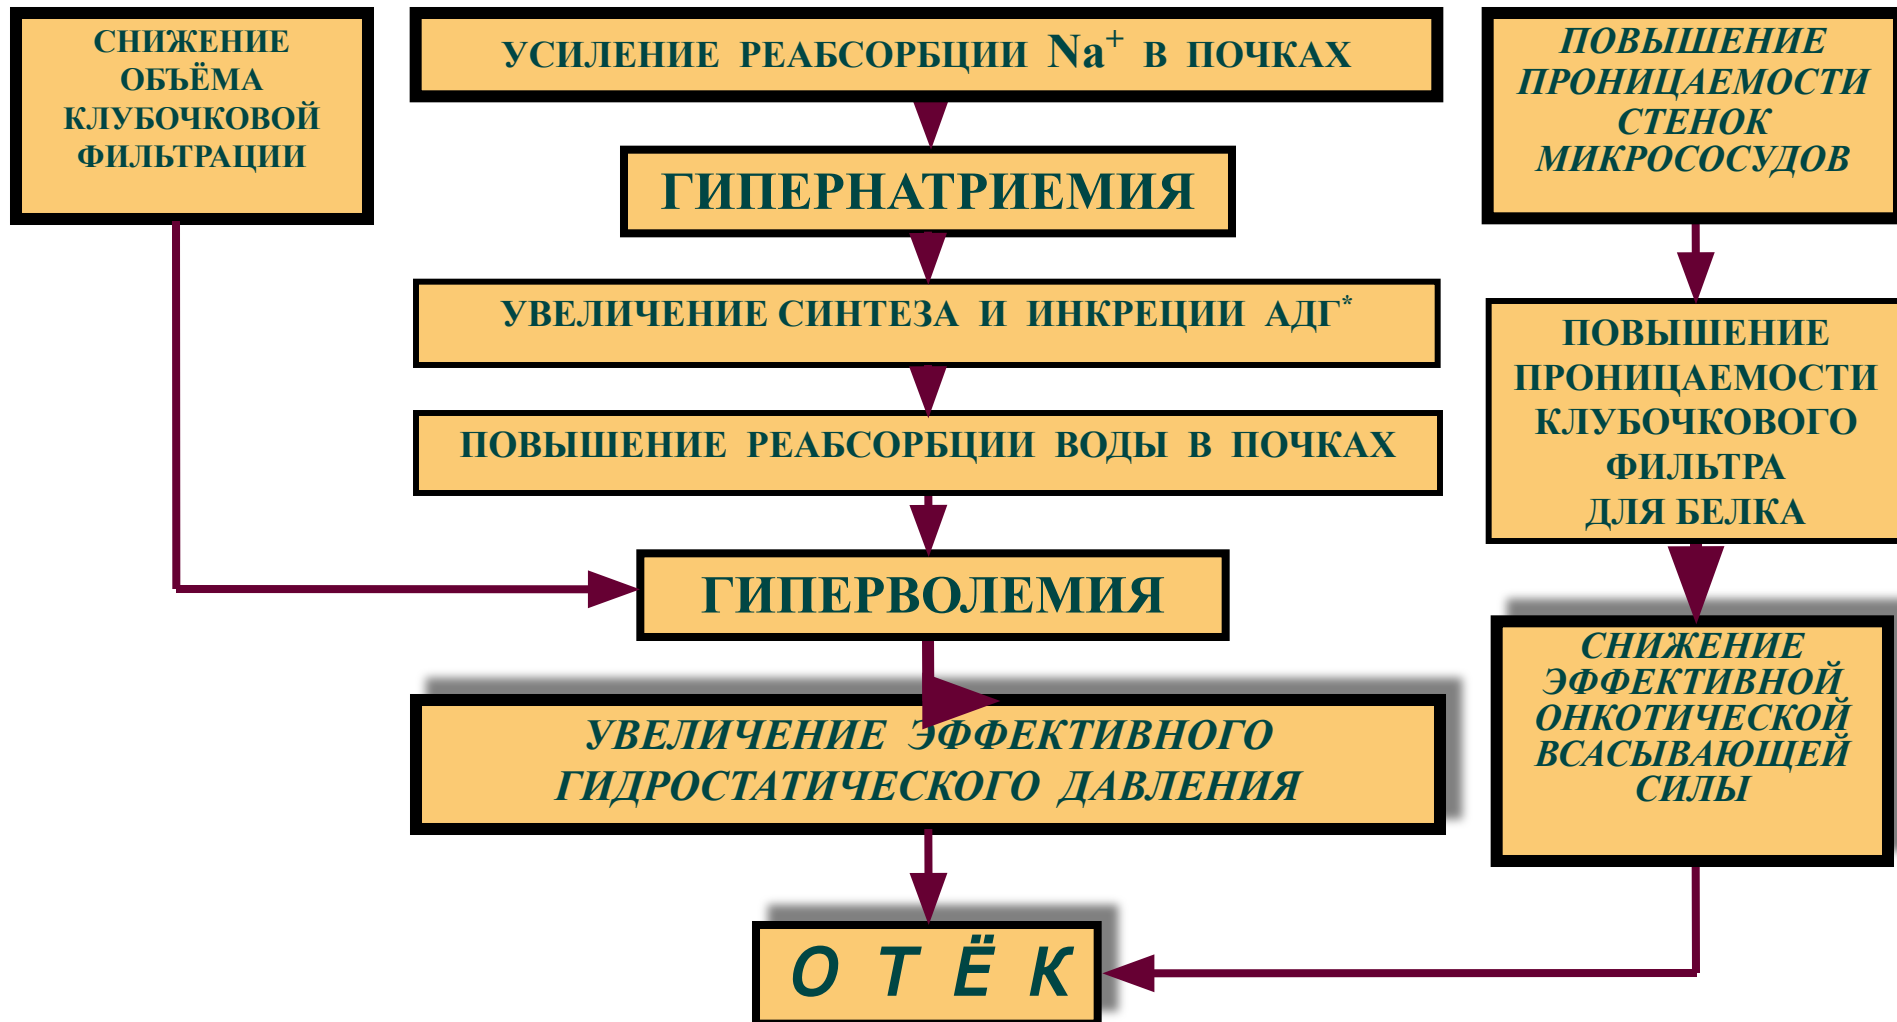 СНИЖЕНИЕ
ОБЪЁМА
КЛУБОЧКОВОЙ
ФИЛЬТРАЦИИ
УСИЛЕНИЕ РЕАБСОРБЦИИ Na⁺ В ПОЧКАХ
ГИПЕРНАТРИЕМИЯ
УВЕЛИЧЕНИЕ СИНТЕЗА И ИНКРЕЦИИ АДГ*
ПОВЫШЕНИЕ РЕАБСОРБЦИИ ВОДЫ В ПОЧКАХ
ГИПЕРВОЛЕМИЯ
УВЕЛИЧЕНИЕ ЭФФЕКТИВНОГО
ГИДРОСТАТИЧЕСКОГО ДАВЛЕНИЯ
ПОВЫШЕНИЕ
ПРОНИЦАЕМОСТИ
СТЕНОК
МИКРОСОСУДОВ
ПОВЫШЕНИЕ
ПРОНИЦАЕМОСТИ
КЛУБОЧКОВОГО
ФИЛЬТРА
ДЛЯ БЕЛКА
СНИЖЕНИЕ
ЭФФЕКТИВНОЙ
ОНКОТИЧЕСКОЙ
ВСАСЫВАЮЩЕЙ
СИЛЫ
О Т Ё К